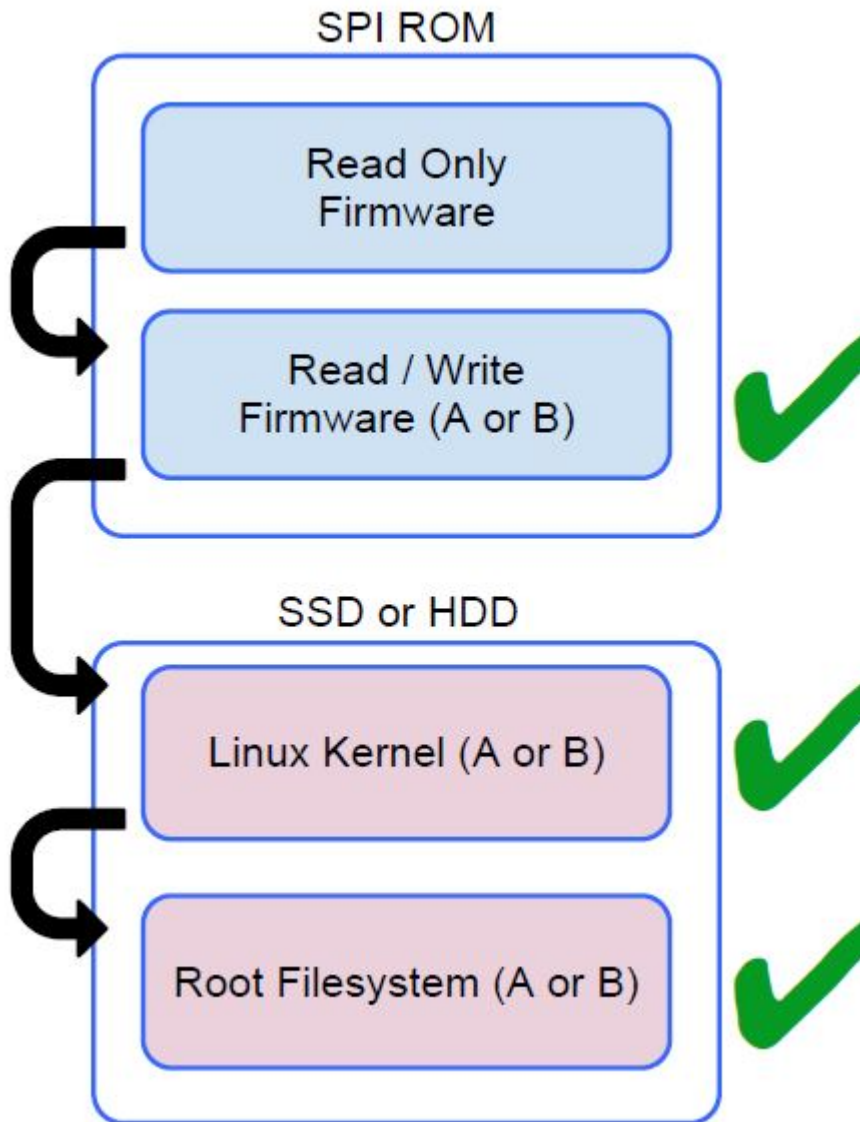 SPI ROM
Read Only
Firmware
Read / Write
Firmware (A or B)
SSD or HDD
Linux Kernel (A or B)
Root Filesystem (A or B)